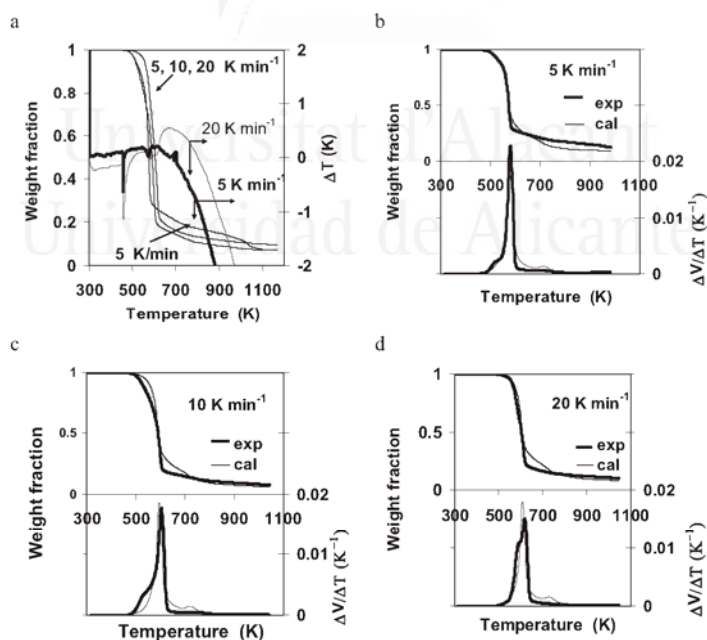 a
1
0.8
0.6
0.4
0.2
0
Weight fraction
5, 10, 20 K min-1
20 K min-1
5 K min-1
5 K/min
2
1
0
-1
-2
ΔT (K)
300 500 700 900 1100
Temperature (K)
b
1
0.5
0
Weight fraction
5 K min-1
exp
cal
0.02
0.01
0
ΔV/ΔT (K-1)
300 500 700 900 1100
Temperature (K)
Universitat d'Alacant
Universidad de Alicante
c
1
0.5
0
Weight fraction
10 K min-1
exp
cal
0.02
0.01
0
ΔV/ΔT (K-1)
300 500 700 900 1100
Temperature (K)
d
1
0.5
0
Weight fraction
20 K min-1
exp
cal
0.02
0.01
0
ΔV/ΔT (K-1)
300 500 700 900 1100
Temperature (K)